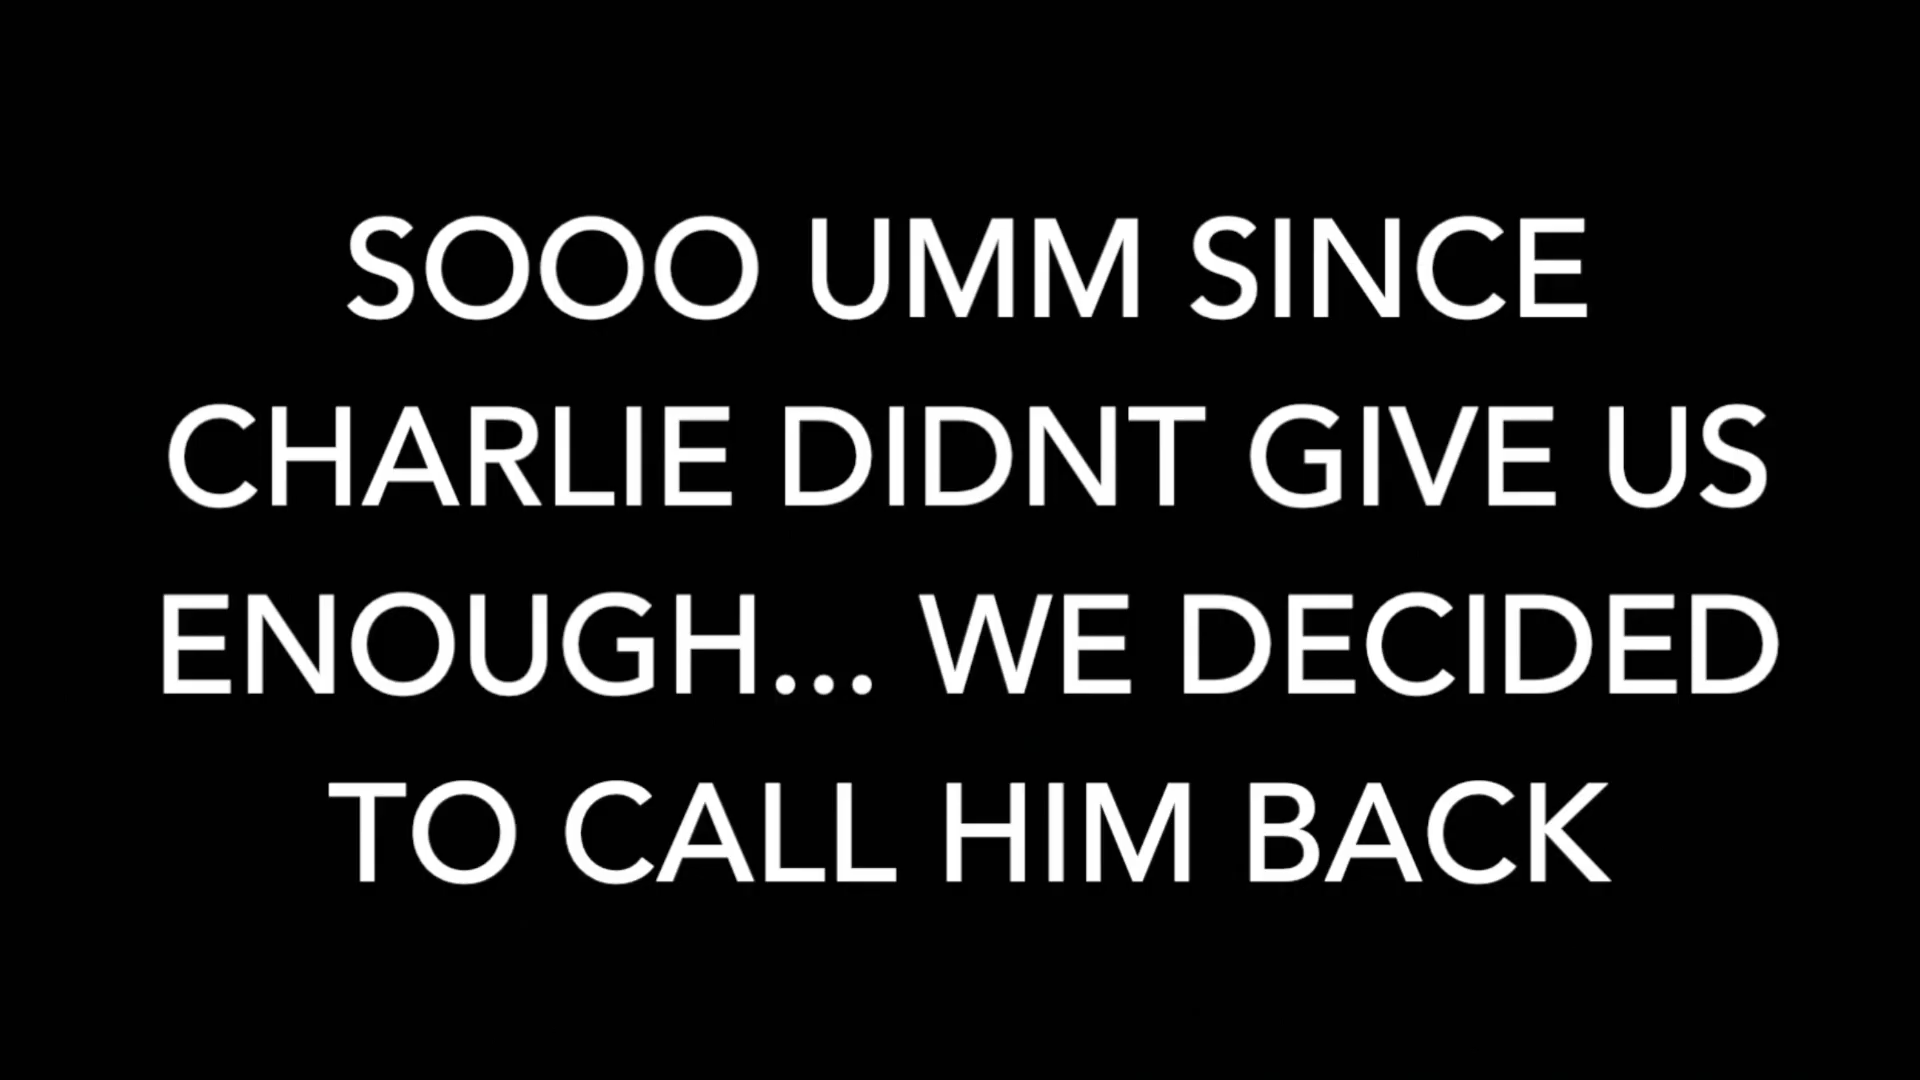 SOOO UMM SINCE
CHARLIE DIDNT GIVE US
ENOUGH... WE DECIDED
TO CALL HIM BACK